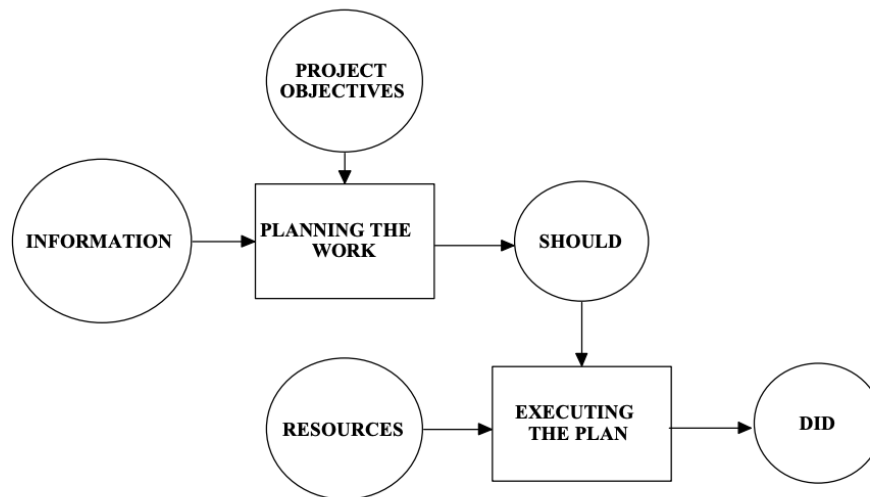 PROJECT
OBJECTIVES
INFORMATION
PLANNING THE
WORK
SHOULD
RESOURCES
EXECUTING
THE PLAN
DID